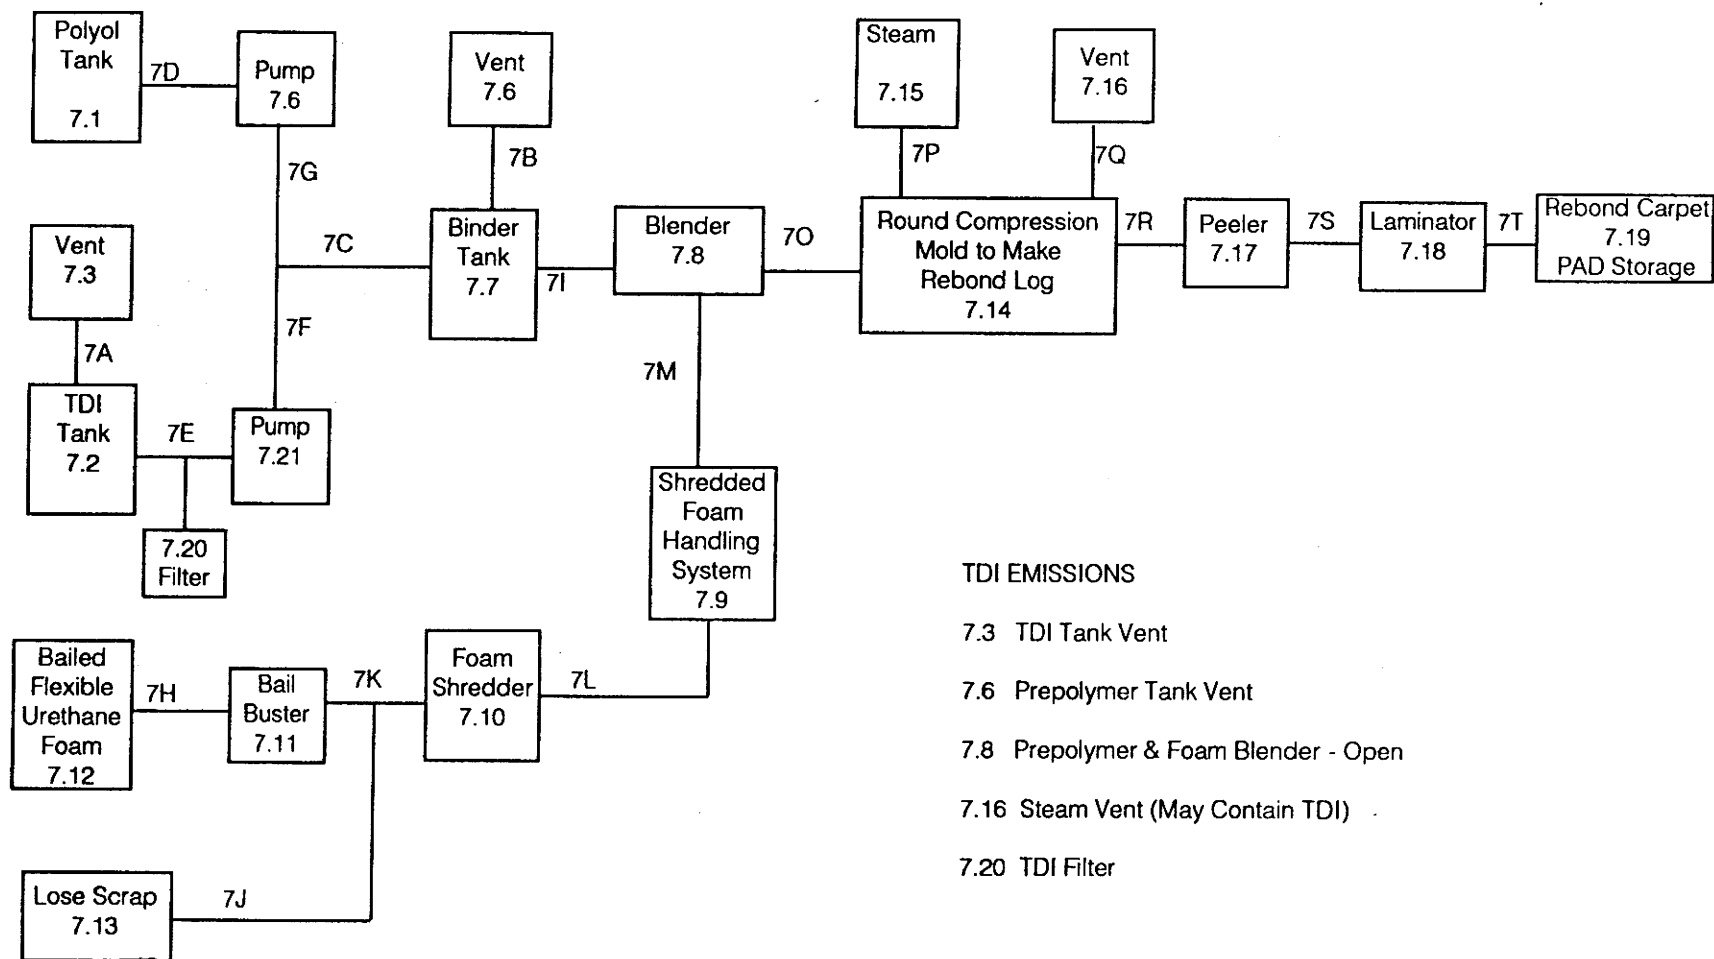 Polyol
Tank
7.1
7D
Pump
7.6
Vent
7.6
Steam
7.15
Vent
7.16
7G
7B
7P
7Q
Vent
7.3
7C
Binder
Tank
7.7
7I
Blender
7.8
7O
Round Compression
Mold to Make
Rebond Log
7.14
7R
Peeler
7.17
7S
Laminator
7.18
7T
Rebond Carpet
7.19
PAD Storage
7A
7F
7M
TDI
Tank
7.2
7E
Pump
7.21
7.20
Filter
Shredded
Foam
Handling
System
7.9
Bailed
Flexible
Urethane
Foam
7.12
7H
Bail
Buster
7.11
7K
Foam
Shredder
7.10
7L
Lose Scrap
7.13
7J
TDI EMISSIONS
7.3 TDI Tank Vent
7.6 Prepolymer Tank Vent
7.8 Prepolymer & Foam Blender - Open
7.16 Steam Vent (May Contain TDI)
7.20 TDI Filter